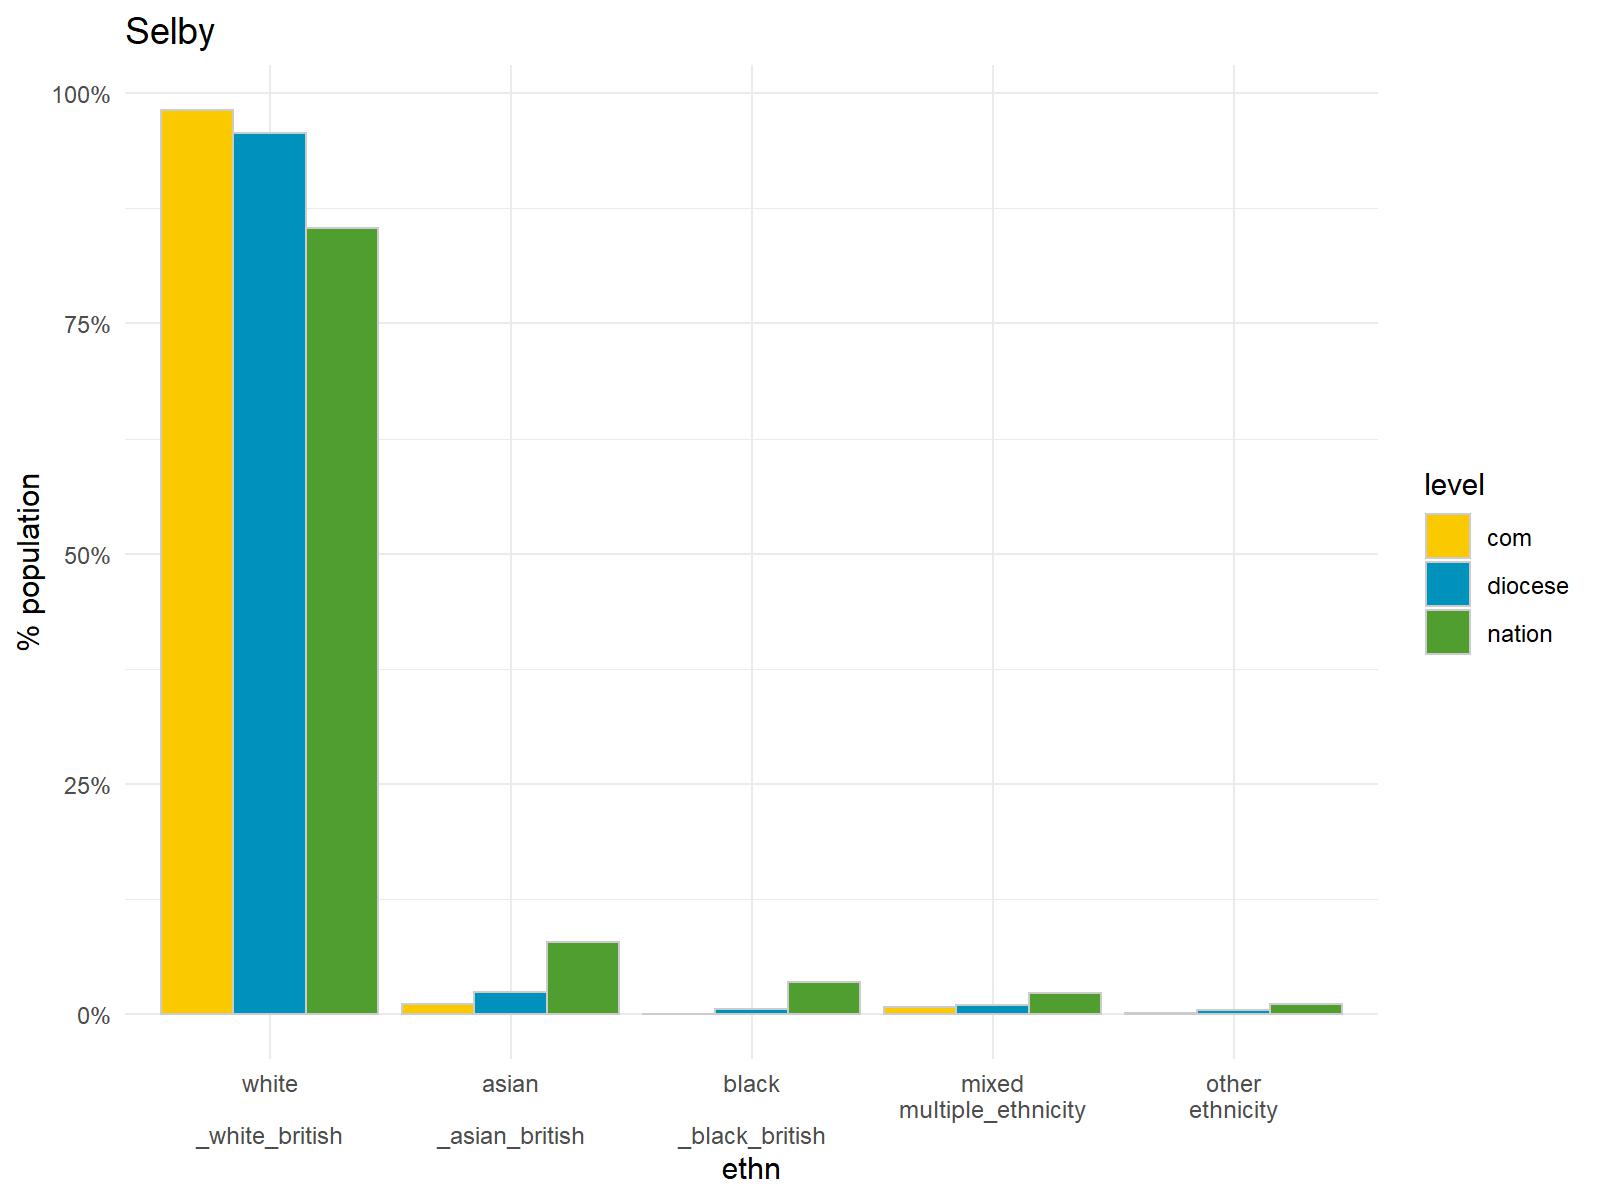 Selby
100%
75%
50%
25%
0%
% population
white
_white_british
asian
_asian_british
black
_black_british
mixed
multiple_ethnicity
other
ethnicity
ethn
level
com
diocese
nation